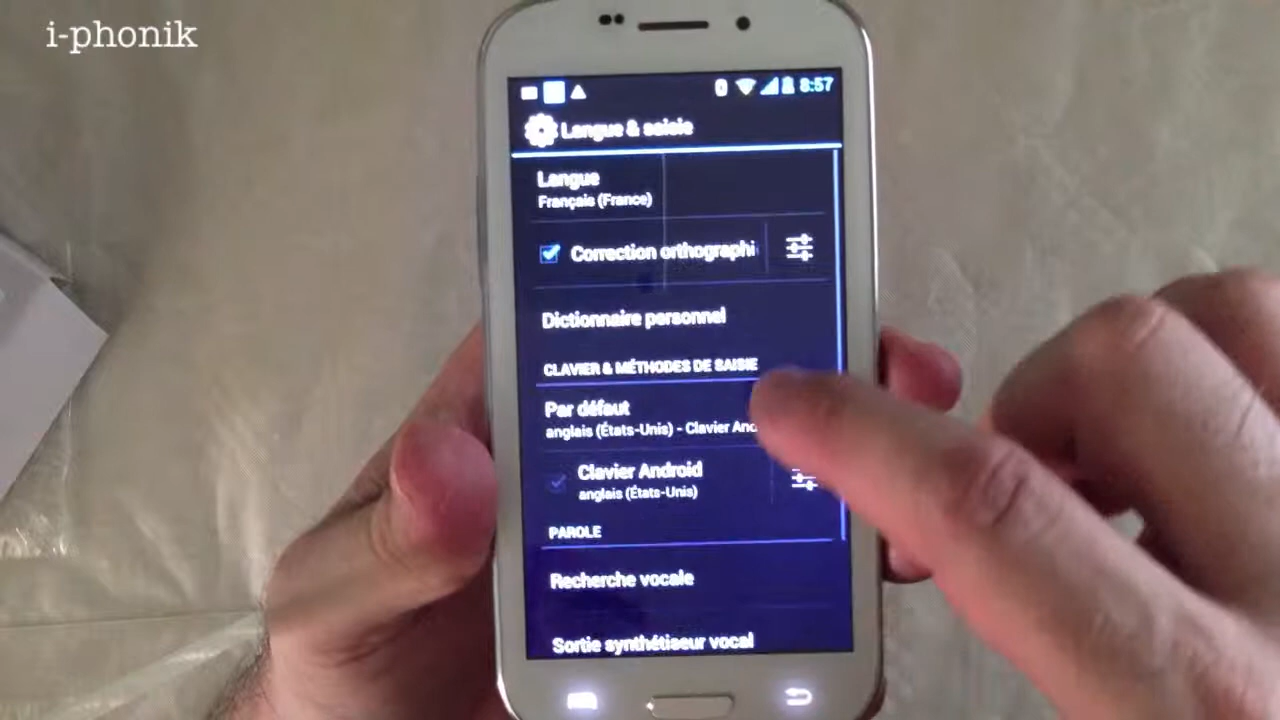 i-phonik
8:57
Langue & saisie
Langue
Français (France)
Correction orthographi
Dictionnaire personnel
CLAVIER & MÉTHODES DE SAISIE
Par défaut
anglais (États-Unis) - Clavier And
Clavier Android
anglais (États-Unis)
PAROLE
Recherche vocale
Sortie synthétiseur vocal